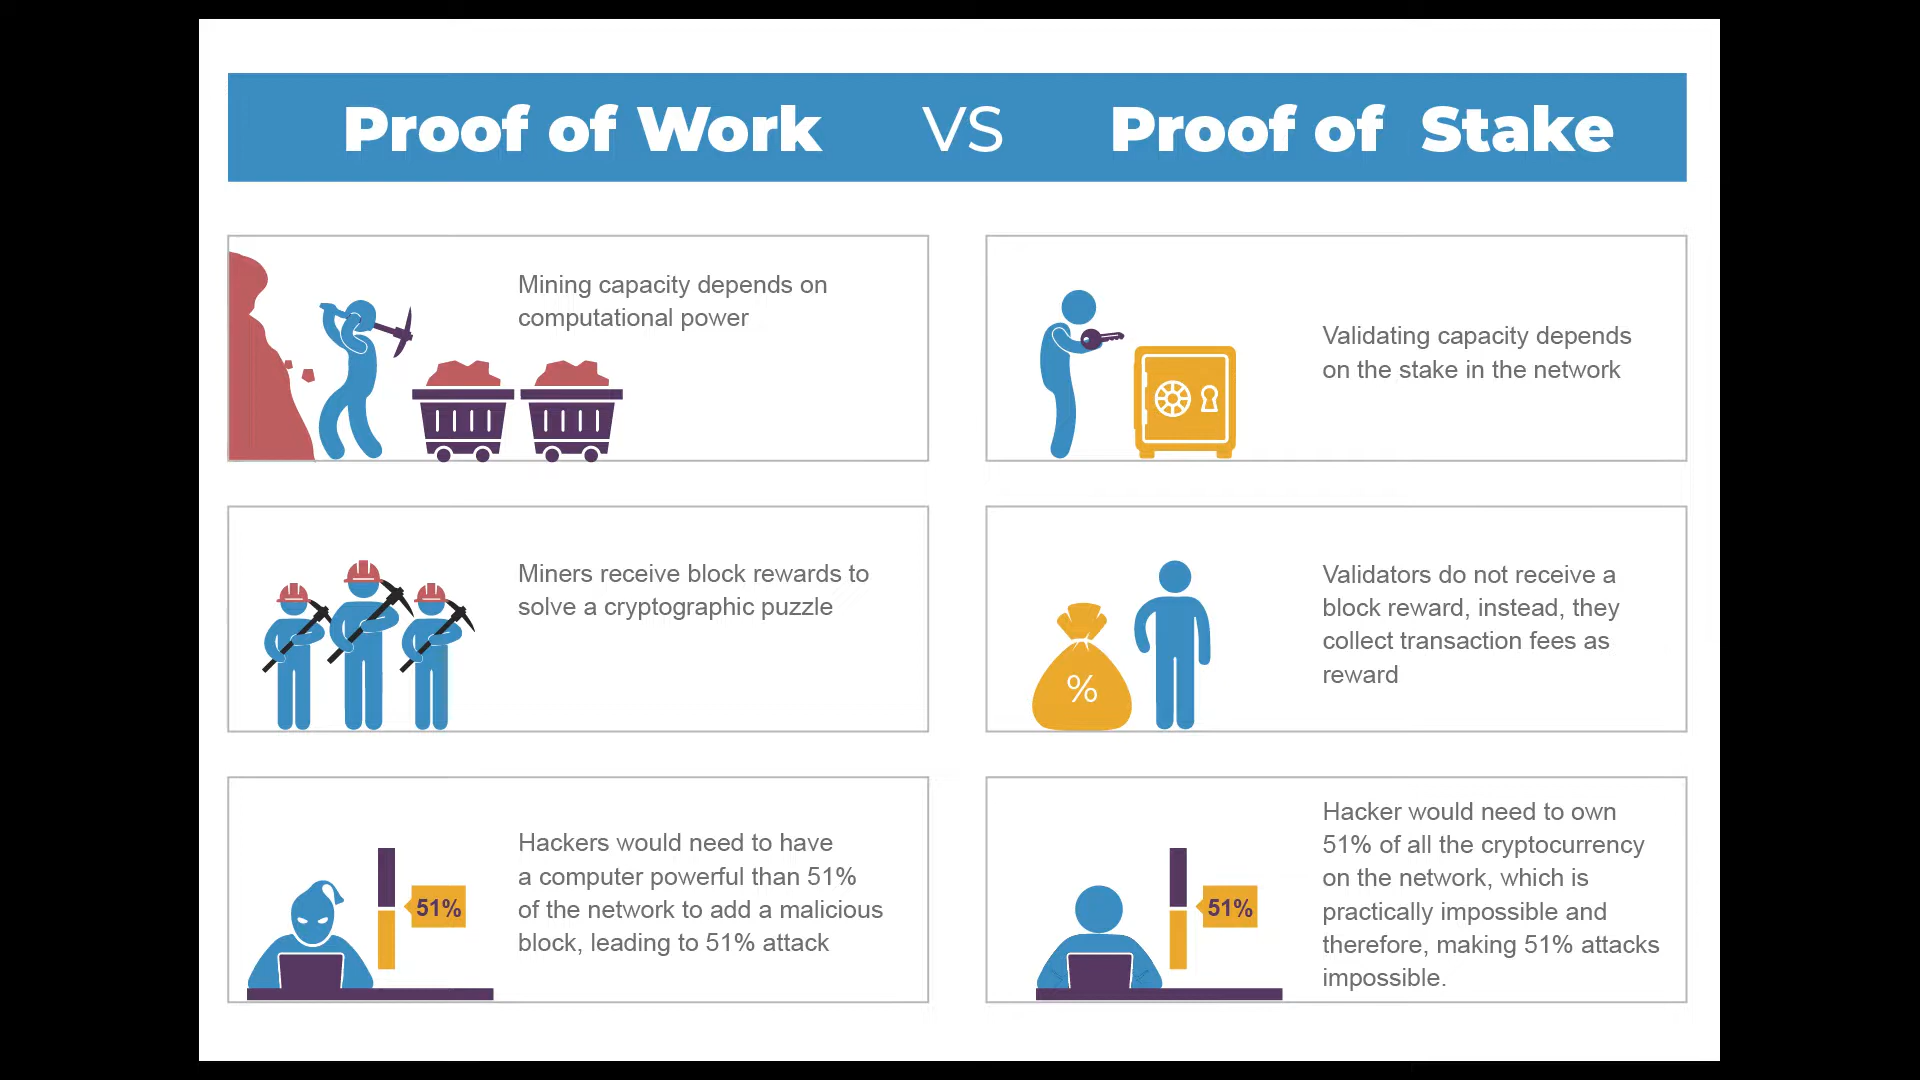 Proof of Work VS Proof of Stake
Mining capacity depends on
computational power
Validating capacity depends
on the stake in the network
Miners receive block rewards to
solve a cryptographic puzzle
%
Validators do not receive a
block reward, instead, they
collect transaction fees as
reward
51%
Hackers would need to have
a computer powerful than 51%
of the network to add a malicious
block, leading to 51% attack
51%
Hacker would need to own
51% of all the cryptocurrency
on the network, which is
practically impossible and
therefore, making 51% attacks
impossible.